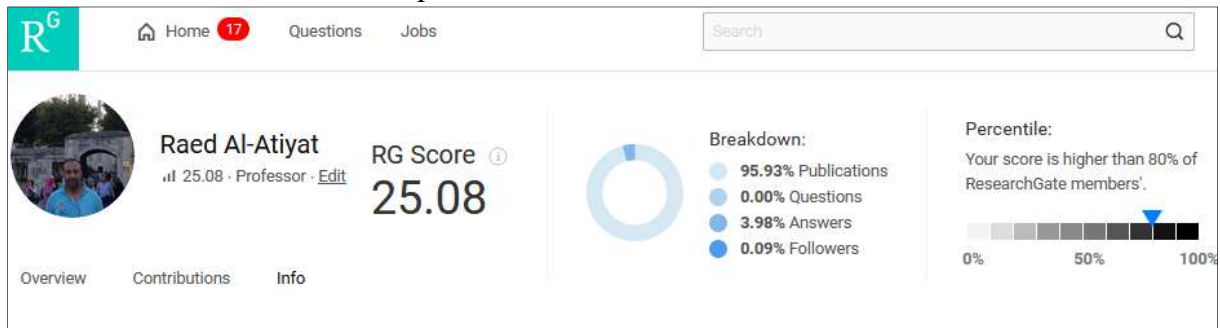 RG
Home 17 Questions Jobs Search
Raed Al-Atiyat
25.08 · Professor · Edit
RG Score
25.08
Breakdown:
95.93% Publications
0.00% Questions
3.98% Answers
0.09% Followers
Percentile:
Your score is higher than 80% of
ResearchGate members'.
0% 50% 100%
Overview Contributions Info